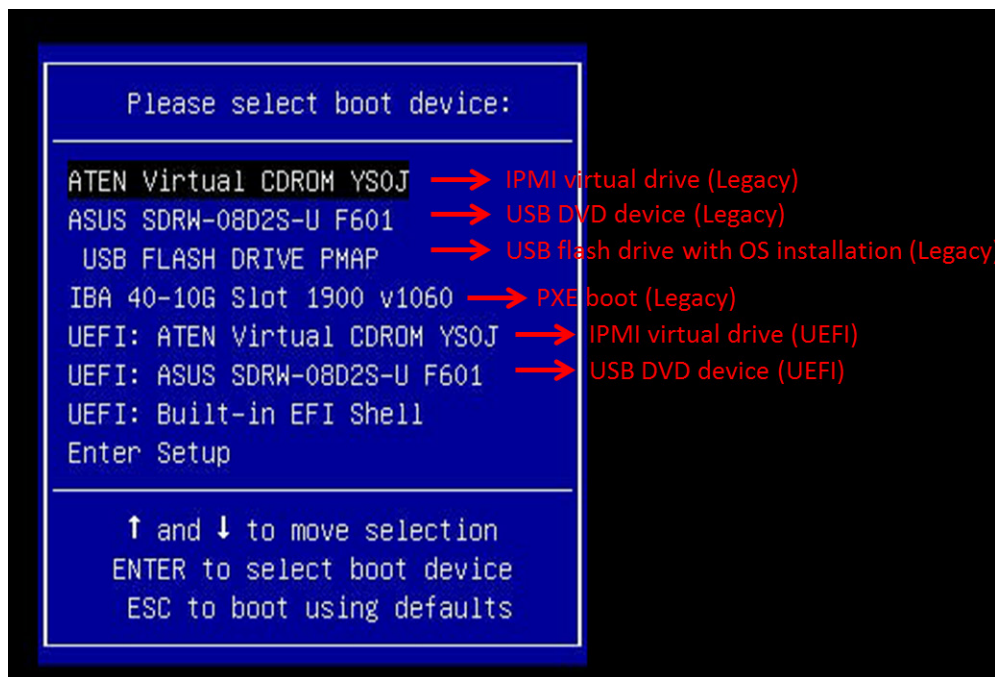 Please select boot device:
ATEN Virtual CDROM YS0J → IPMI virtual drive (Legacy)
ASUS SDRW-08D2S-U F601 → USB DVD device (Legacy)
USB FLASH DRIVE PMAP → USB flash drive with OS installation (Legacy)
IBA 40-10G Slot 1900 v1060 → PXE boot (Legacy)
UEFI: ATEN Virtual CDROM YS0J → IPMI virtual drive (UEFI)
UEFI: ASUS SDRW-08D2S-U F601 → USB DVD device (UEFI)
UEFI: Built-in EFI Shell
Enter Setup
↑ and ↓ to move selection
ENTER to select boot device
ESC to boot using defaults